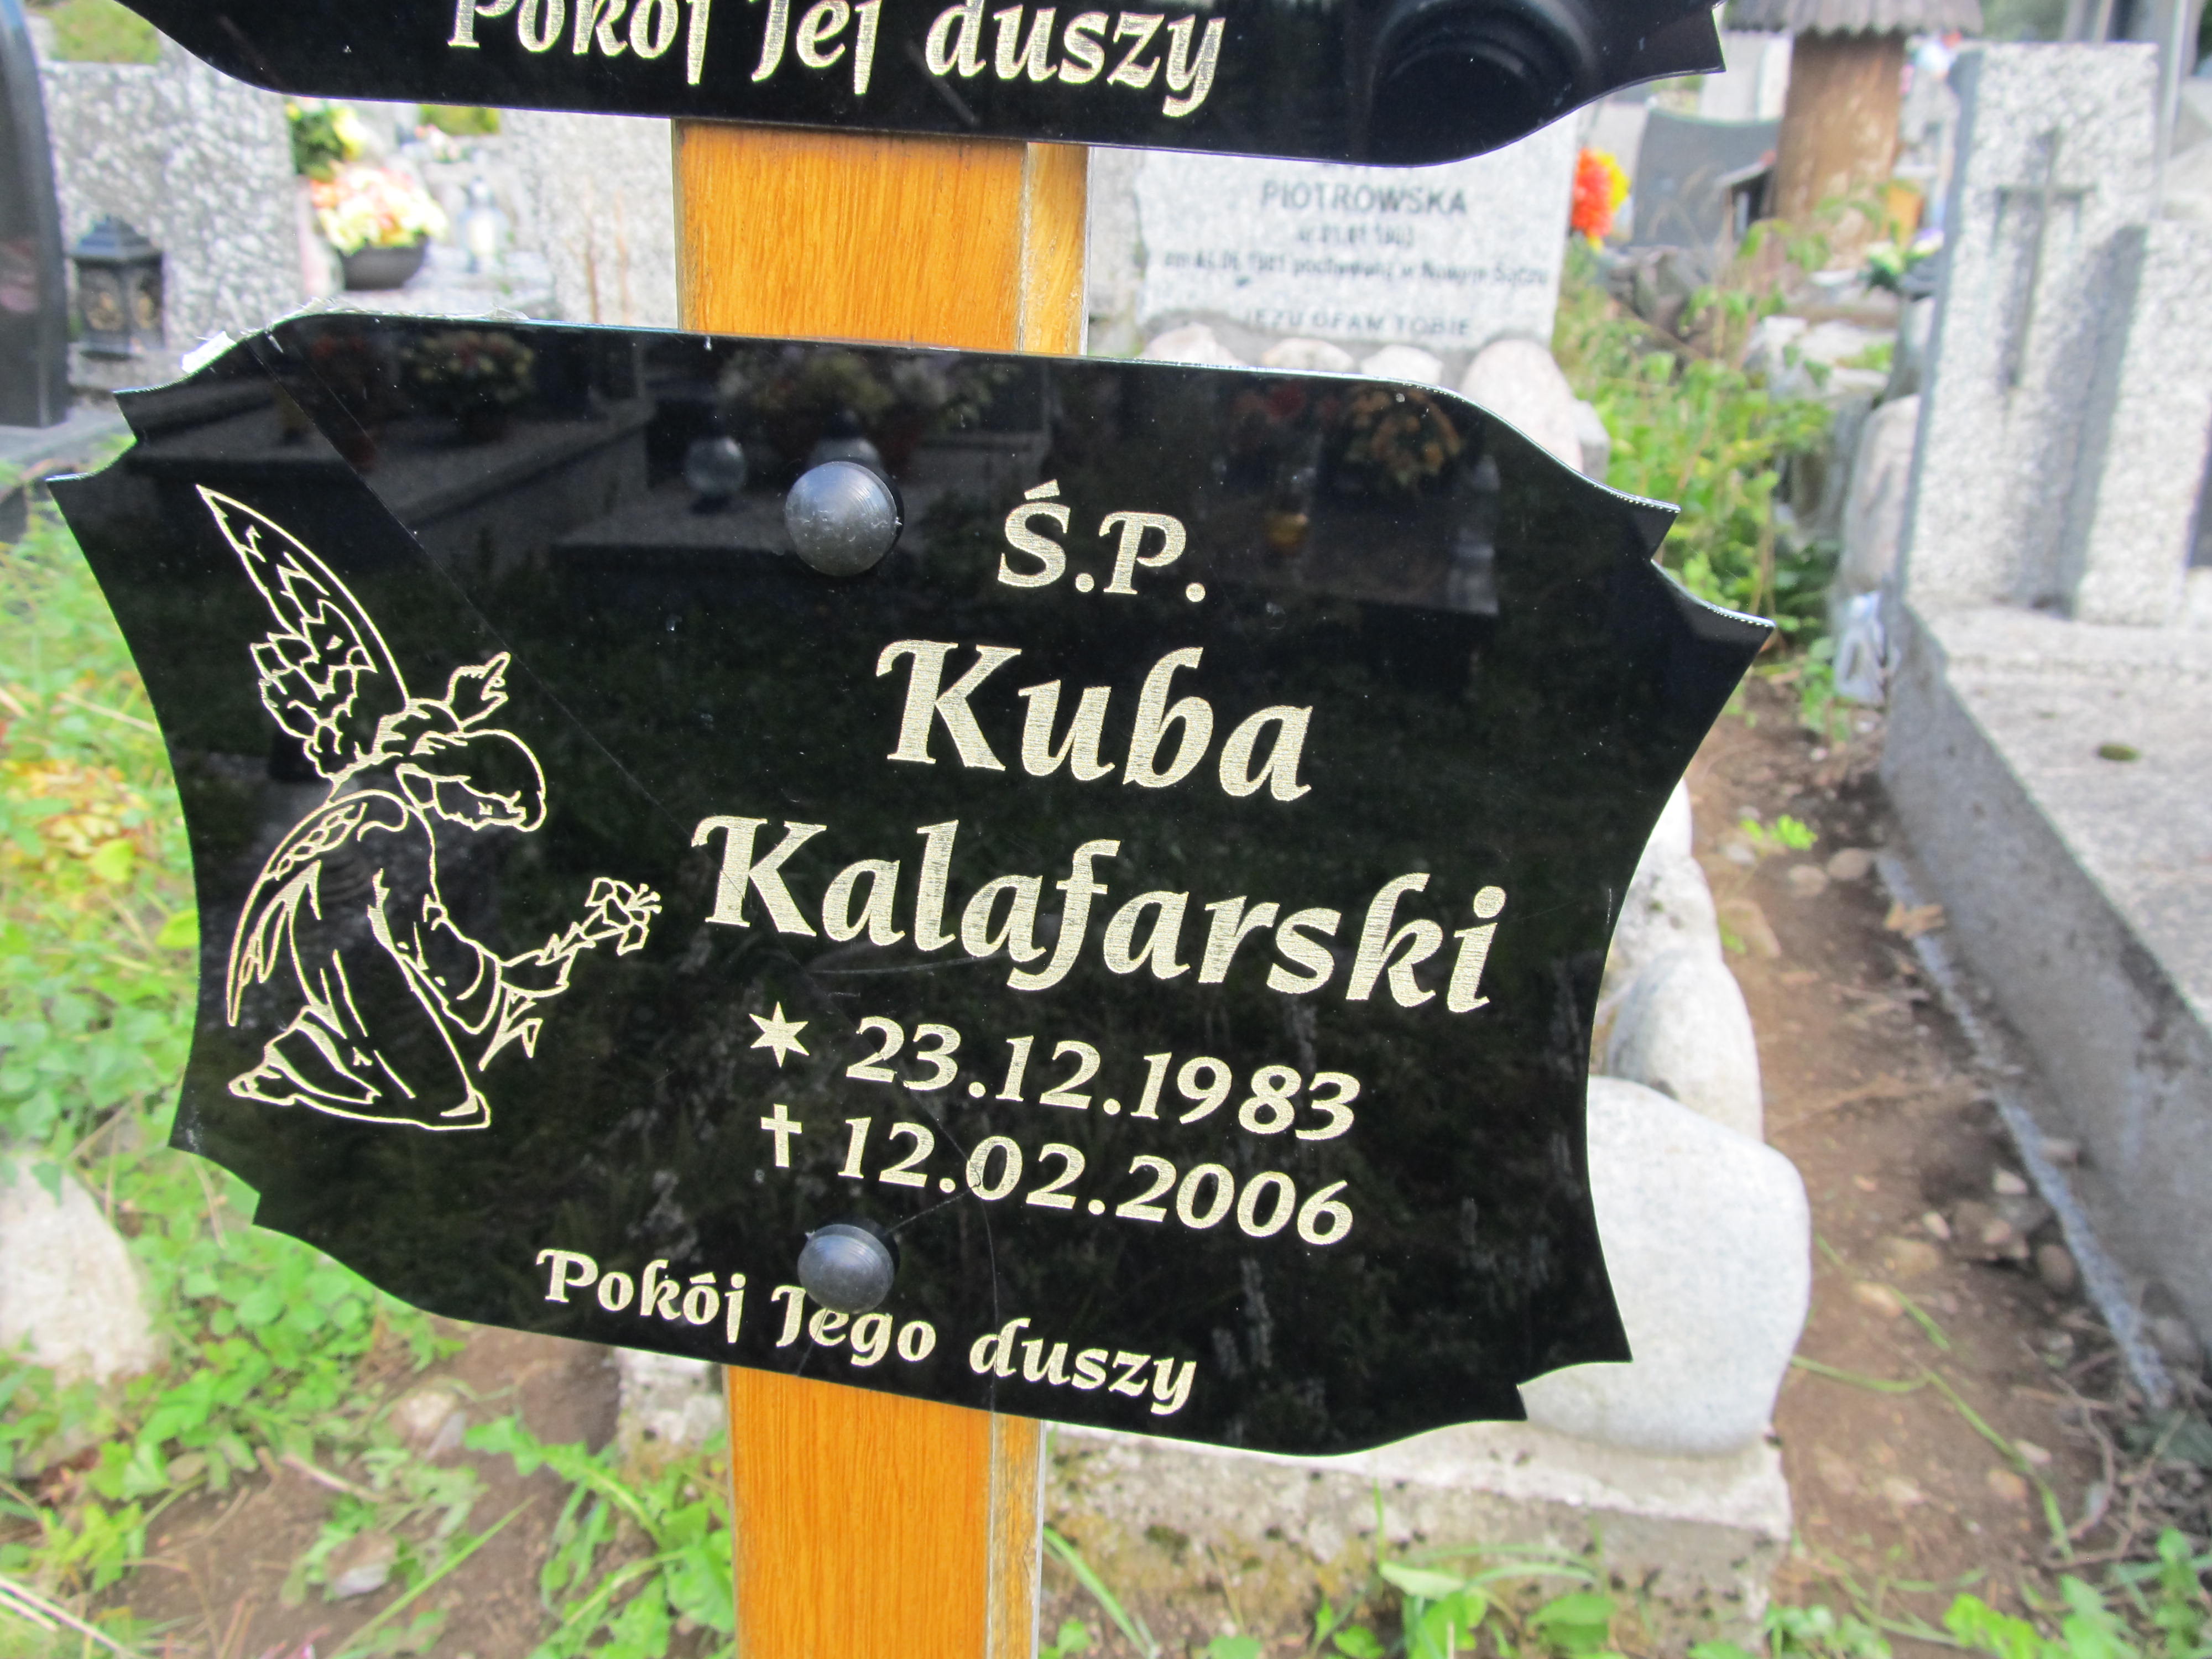 Pokój Jej duszy
PIOTROWSKA
JEZU UFAM TOBIE
Ś.P.
Kuba
Kalafarski
* 23.12.1983
† 12.02.2006
Pokój Jego duszy